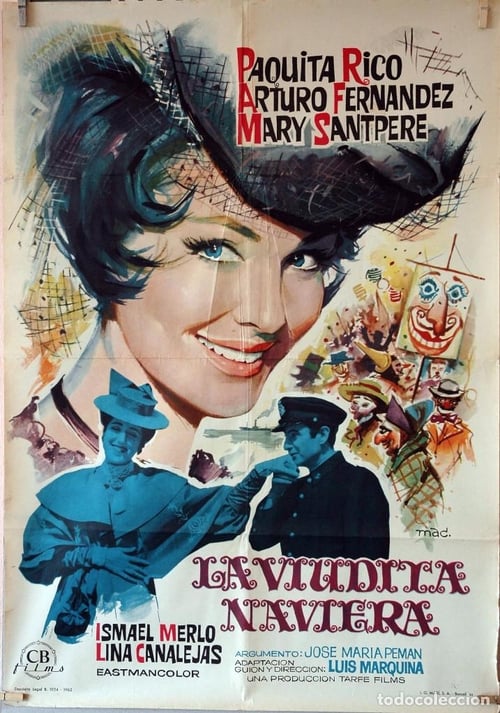 PAQUITA RICO
ARTURO FERNANDEZ
MARY SANTPERE
mac.
LA VIUDITA
NAVIERA
ISMAEL MERLO
LINA CANALEJAS
EASTMANCOLOR
ARGUMENTO: JOSE MARIA PEMAN
ADAPTACION
GUION Y DIRECCION: LUIS MARQUINA
UNA PRODUCCION TARFE FILMS
CB
films
todocoleccion